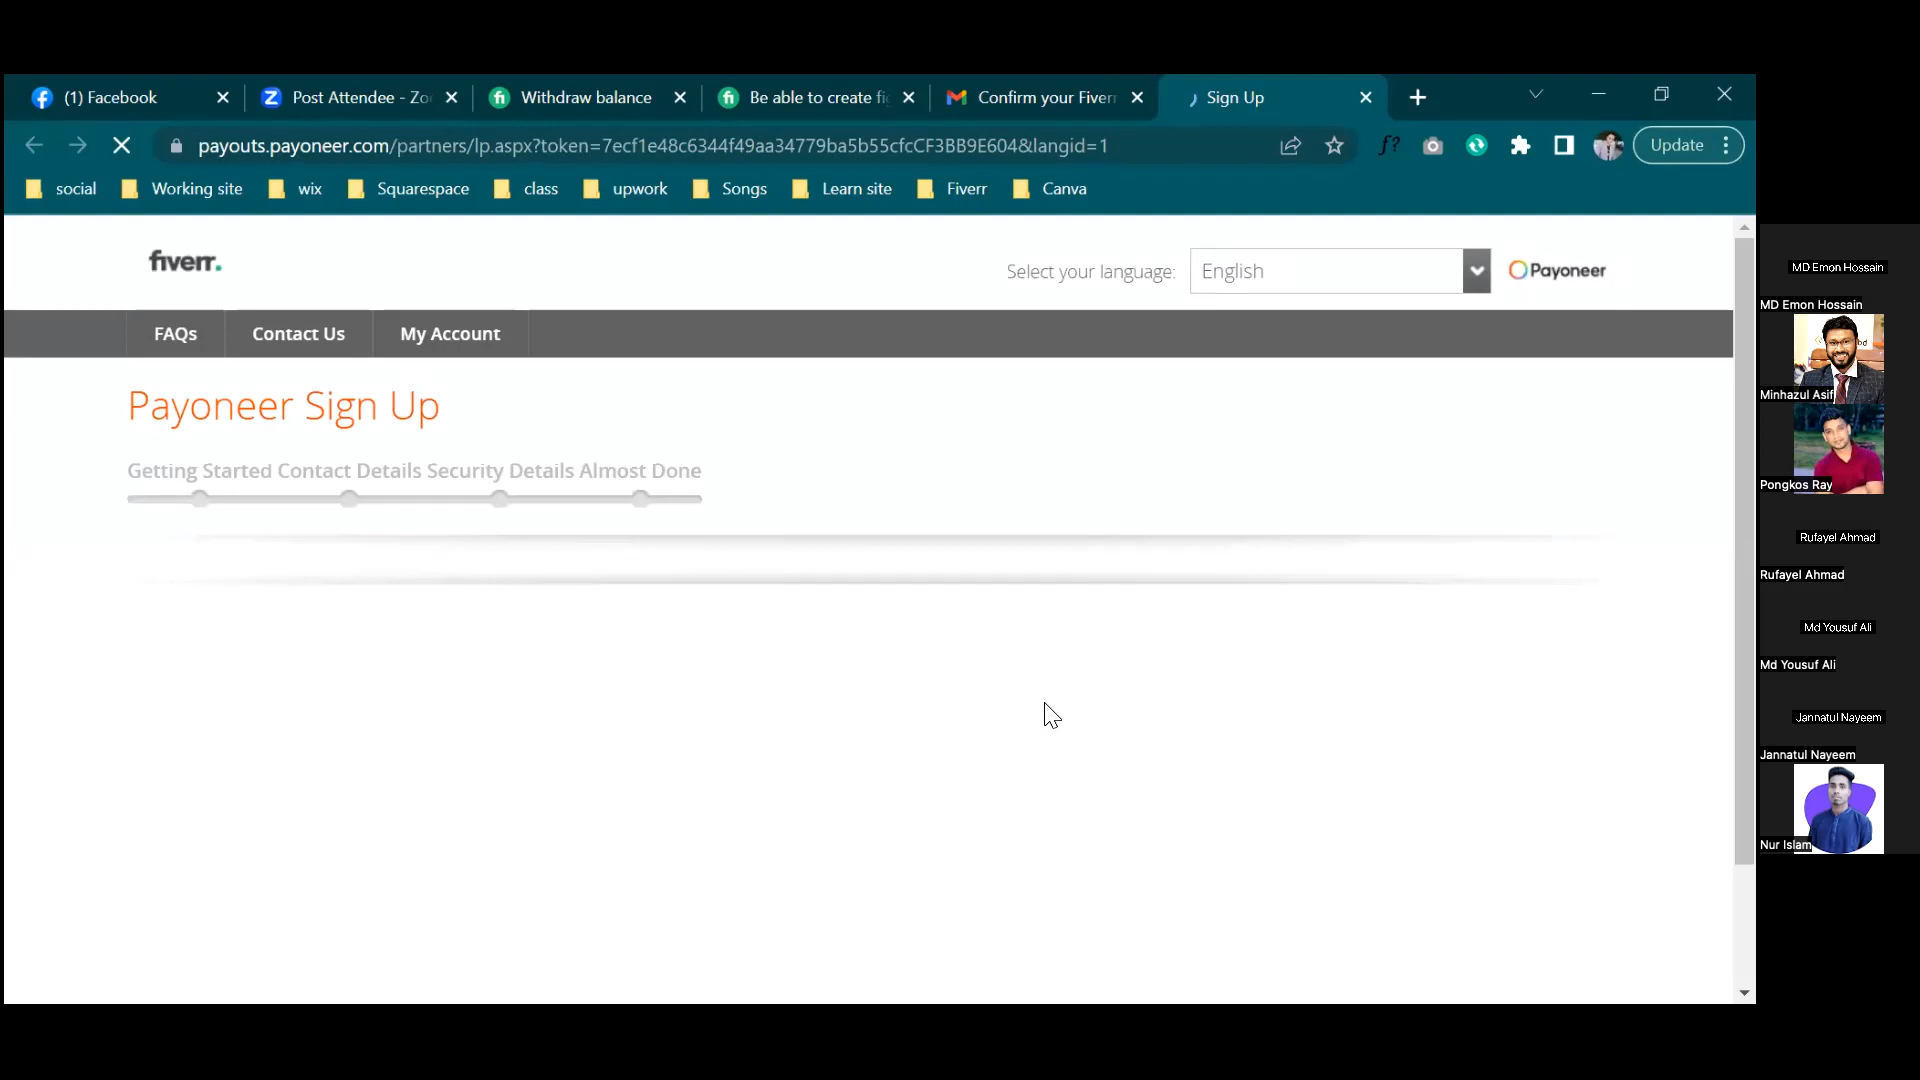 (1) Facebook
Post Attendee - Zo
Withdraw balance
Be able to create fi
Confirm your Fiverr
Sign Up
payouts.payoneer.com/partners/lp.aspx?token=7ecf1e48c6344f49aa34779ba5b55cfcCF3BB9E604&langid=1
f?
Update
social
Working site
wix
Squarespace
class
upwork
Songs
Learn site
Fiverr
Canva
fiverr.
Select your language:
English
Payoneer
FAQs
Contact Us
My Account
Payoneer Sign Up
Getting Started Contact Details Security Details Almost Done
MD Emon Hossain
MD Emon Hossain
Minhazul Asif
Pongkos Ray
Rufayel Ahmad
Rufayel Ahmad
Md Yousuf Ali
Md Yousuf Ali
Jannatul Nayeem
Jannatul Nayeem
Nur Islam